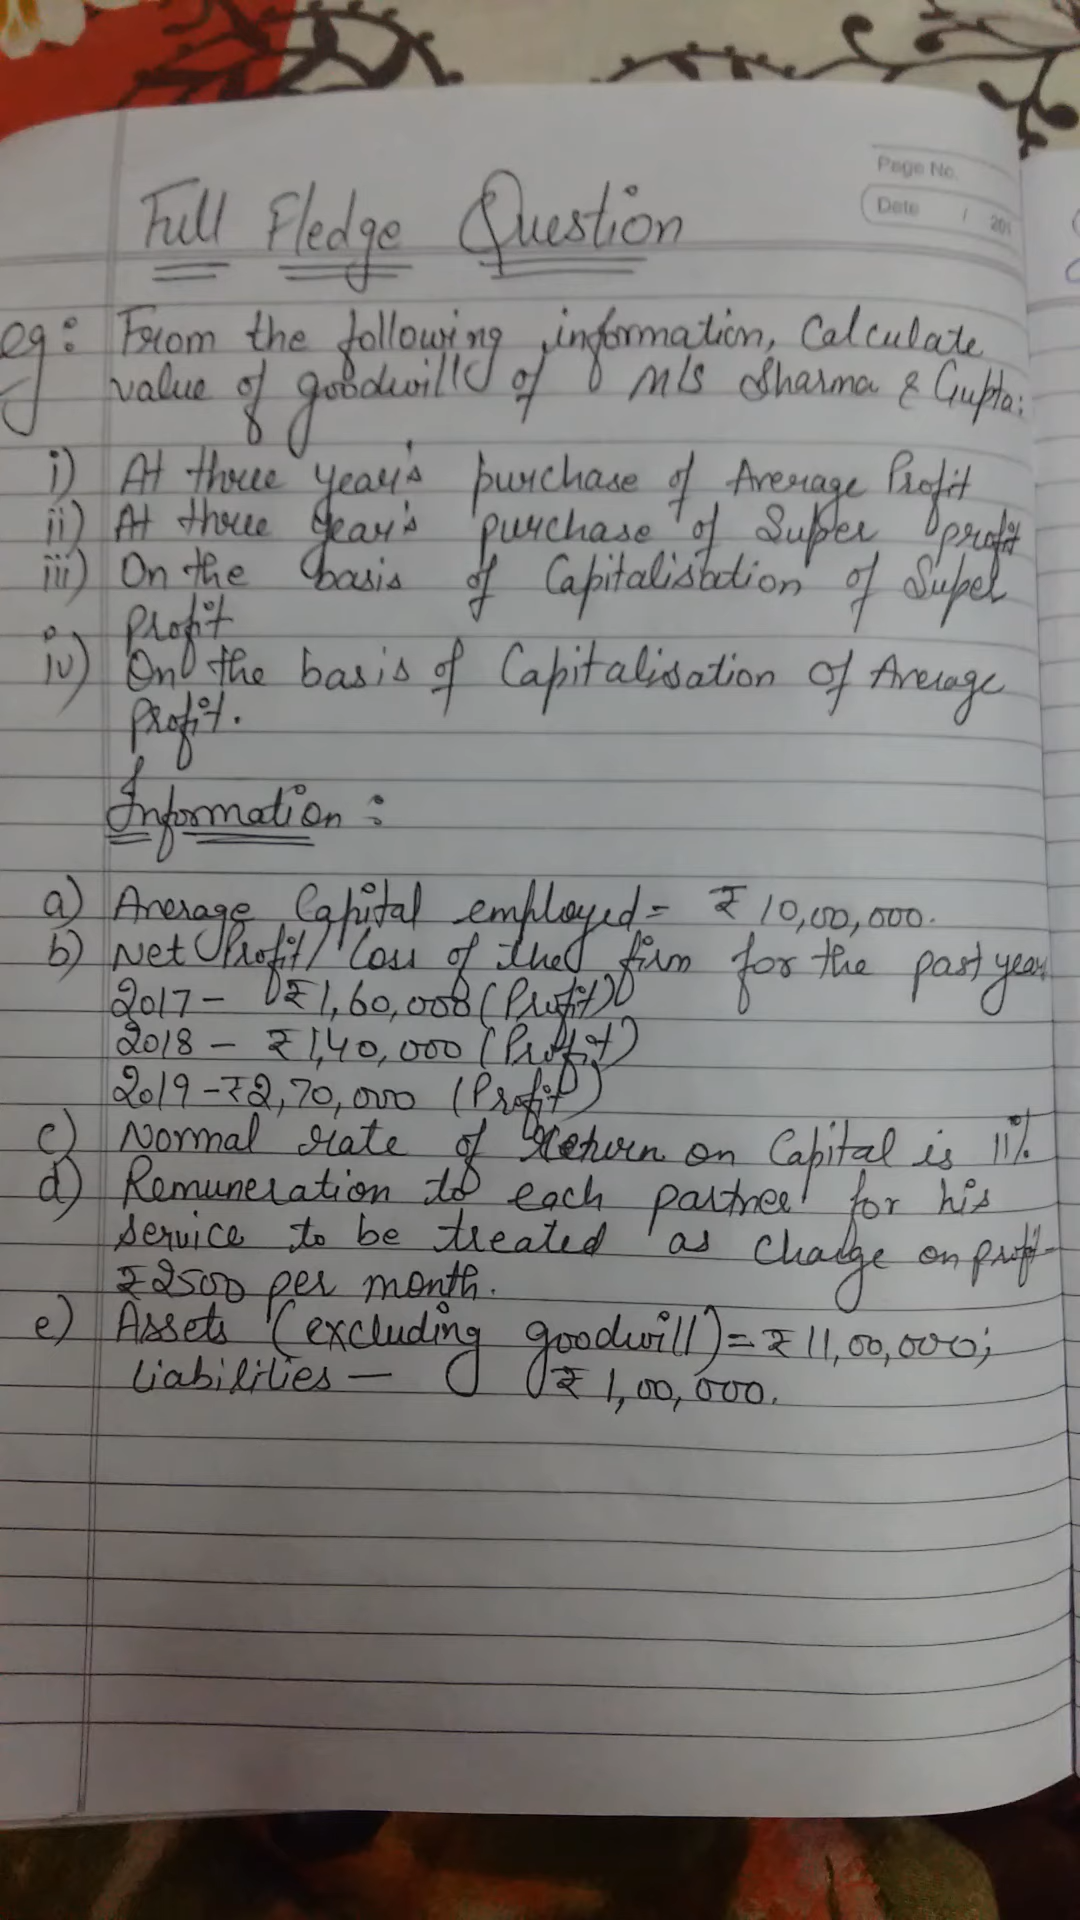 Page No.
Date / 201
Full Fledge Question
eg: From the following information, Calculate
value of goodwill of M/s Sharma & Gupta:
i) At three year's purchase of Average Profit
ii) At three year's purchase of Super profit
iii) On the basis of Capitalisation of Super
Profit
iv) On the basis of Capitalisation of Average
Profit.
Information :
a) Average Capital employed = ₹ 10,00,000.
b) Net Profit/ Loss of the firm for the past year
2017 - ₹1,60,000 (Profit)
2018 - ₹1,40,000 (Profit)
2019 - ₹2,70,000 (Profit)
c) Normal rate of return on Capital is 11%
d) Remuneration to each partner for his
service to be treated as charge on profit-
₹2500 per month.
e) Assets (excluding goodwill) = ₹ 11,00,000;
Liabilities — ₹ 1,00,000.